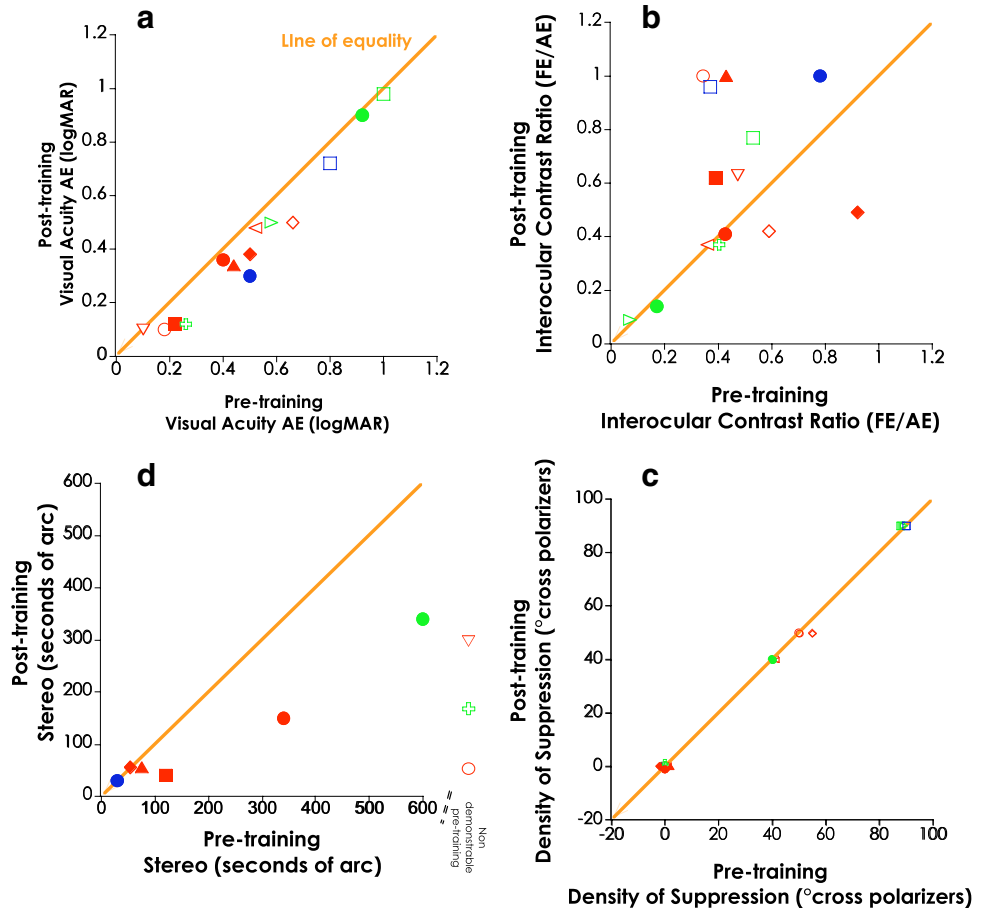 a
LIne of equality
1.2
1
0.8
0.6
0.4
0.2
0
0 0.2 0.4 0.6 0.8 1 1.2
Post-training
Visual Acuity AE (logMAR)
Pre-training
Visual Acuity AE (logMAR)
b
1.2
1
0.8
0.6
0.4
0.2
0
0 0.2 0.4 0.6 0.8 1 1.2
Post-training
Interocular Contrast Ratio (FE/AE)
Pre-training
Interocular Contrast Ratio (FE/AE)
d
600
500
400
300
200
100
0
0 100 200 300 400 500 600
Post-training
Stereo (seconds of arc)
Pre-training
Stereo (seconds of arc)
Non
demonstrable
pre-training
c
100
80
60
40
20
0
-20
-20 0 20 40 60 80 100
Post-training
Density of Suppression (°cross polarizers)
Pre-training
Density of Suppression (°cross polarizers)